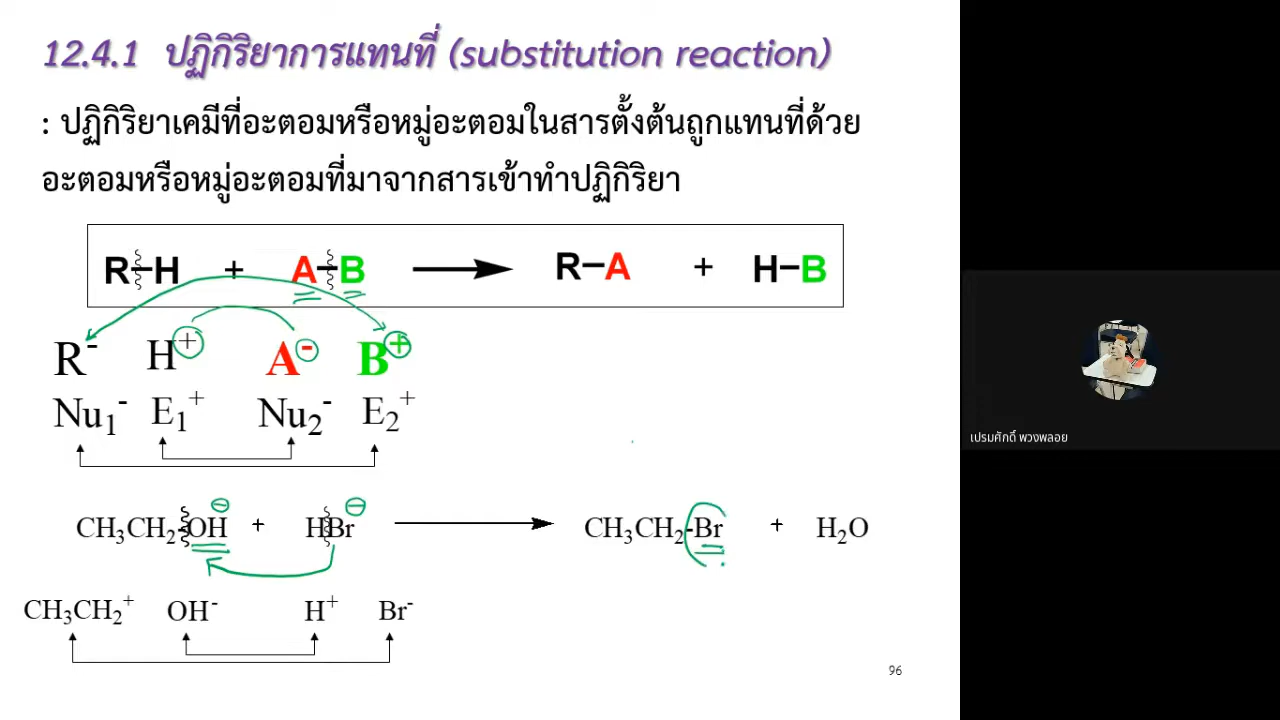 12.4.1 ปฏิกิริยาการแทนที่ (substitution reaction)
: ปฏิกิริยาเคมีที่อะตอมหรือหมู่อะตอมในสารตั้งต้นถูกแทนที่ด้วย
อะตอมหรือหมู่อะตอมที่มาจากสารเข้าทำปฏิกิริยา
R–H + A–B → R–A + H–B
R⁻ H⁺ A⁻ B⁺
Nu₁⁻ E₁⁺ Nu₂⁻ E₂⁺
CH₃CH₂-OH + HBr → CH₃CH₂-Br + H₂O
CH₃CH₂⁺ OH⁻ H⁺ Br⁻
96
เปรมศักดิ์ พวงพลอย